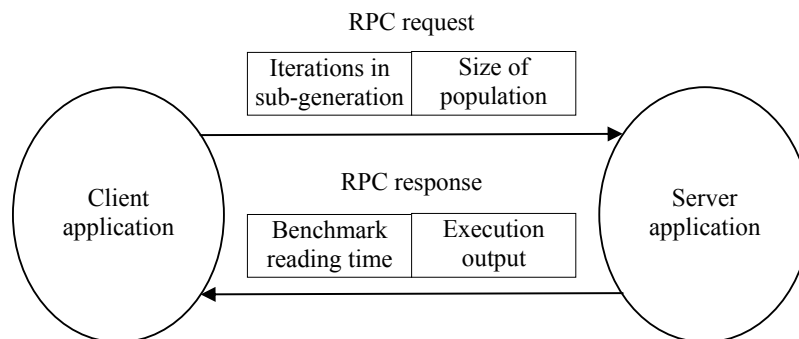 RPC request
Iterations in
sub-generation
Size of
population
Client
application
RPC response
Server
application
Benchmark
reading time
Execution
output